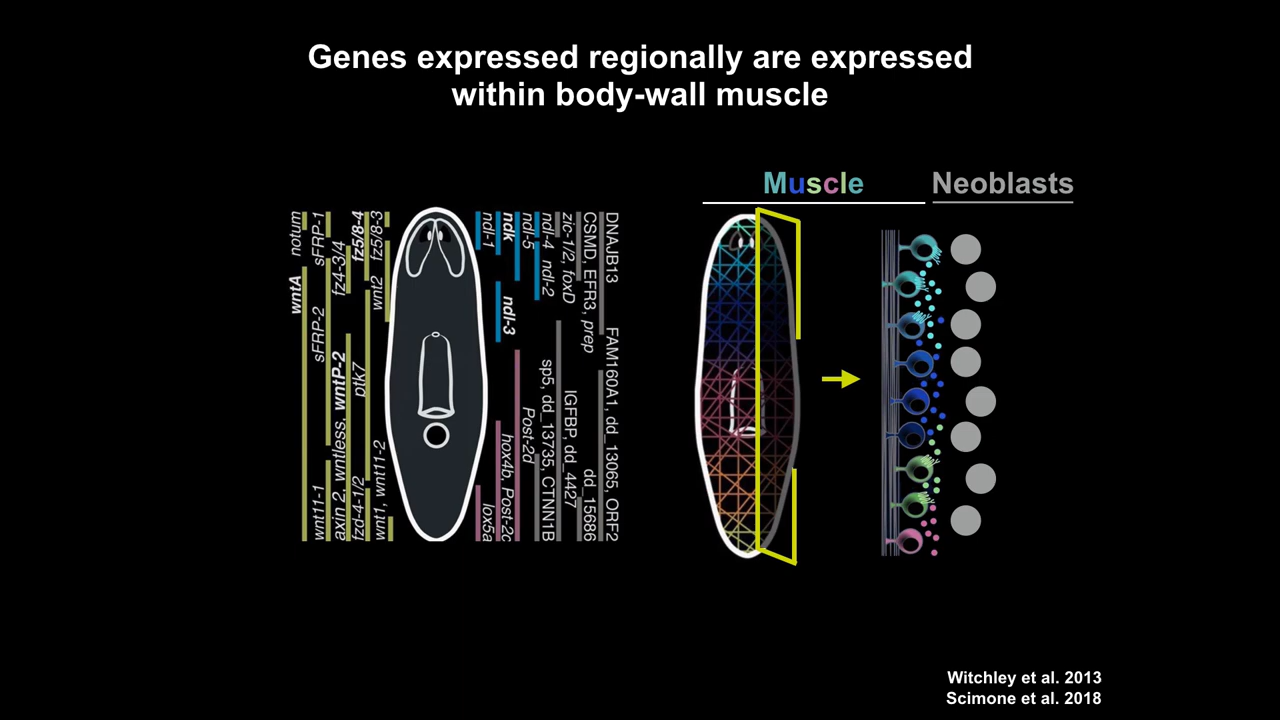 Genes expressed regionally are expressed
within body-wall muscle
Muscle
Neoblasts
notum
wntA
sFRP-1
sFRP-2
wnt11-1
fz4-3/4
axin 2, wntless, wntP-2
fz5/8-4
ptk7
fzd-4-1/2
fz5/8-3
wnt2
wnt1, wnt11-2
ndl-1
lox5a
ndk
ndl-3
hox4b, Post-2c
ndl-5
Post-2d
ndl-4
ndl-2
sp5, dd_13735, CTNN1B
zic-1/2, foxD
IGFBP, dd_4427
CSMD, EFR3, prep
dd_15686
DNAJB13
FAM160A1, dd_13065, ORF2
Witchley et al. 2013
Scimone et al. 2018